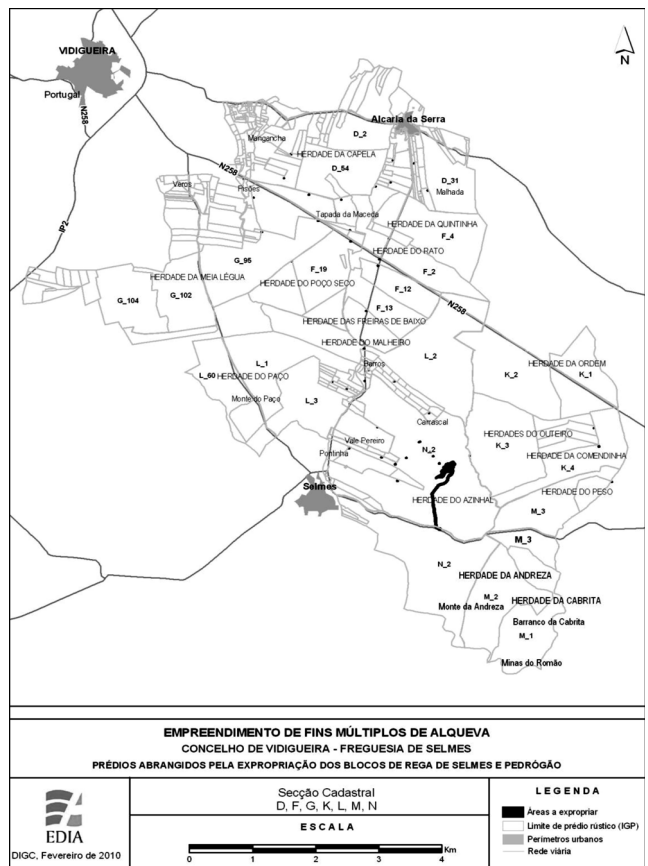 VIDIGUEIRA
N
Portugal
N258
Alcaria da Serra
D_2
Mangancha
HERDADE DA CAPELA
D_54
N258
D_31
Malhada
Város
Pisões
Tapada da Maceda
HERDADE DA QUINTINHA
F_4
IP2
HERDADE DO RATO
G_95
F_19
F_2
HERDADE DA MEIA LÉGUA
HERDADE DO POÇO SECO
F_12
G_104
G_102
F_13
N258
HERDADE DAS FREIRAS DE BAIXO
HERDADE DO MALHEIRO
L_1
L_2
Barros
HERDADE DA ORDEM
L_60
HERDADE DO PAÇO
K_2
K_1
Monte do Paço
L_3
Carrascal
HERDADES DO OUTEIRO
Vale Pereiro
K_3
Pontinha
N_2
HERDADE DA COMENDINHA
K_4
Selmes
HERDADE DO PESO
HERDADE DO AZINHAL
M_3
M_3
N_2
HERDADE DA ANDREZA
M_2
HERDADE DA CABRITA
Monte da Andreza
Barranco da Cabrita
M_1
Minas do Romão
EMPREENDIMENTO DE FINS MÚLTIPLOS DE ALQUEVA
CONCELHO DE VIDIGUEIRA - FREGUESIA DE SELMES
PRÉDIOS ABRANGIDOS PELA EXPROPRIAÇÃO DOS BLOCOS DE REGA DE SELMES E PEDRÓGÃO
EDIA
DIGC, Fevereiro de 2010
Secção Cadastral
D, F, G, K, L, M, N
ESCALA
0 1 2 3 4 Km
LEGENDA
Áreas a expropriar
Limite de prédio rústico (IGP)
Perímetros urbanos
Rede viária